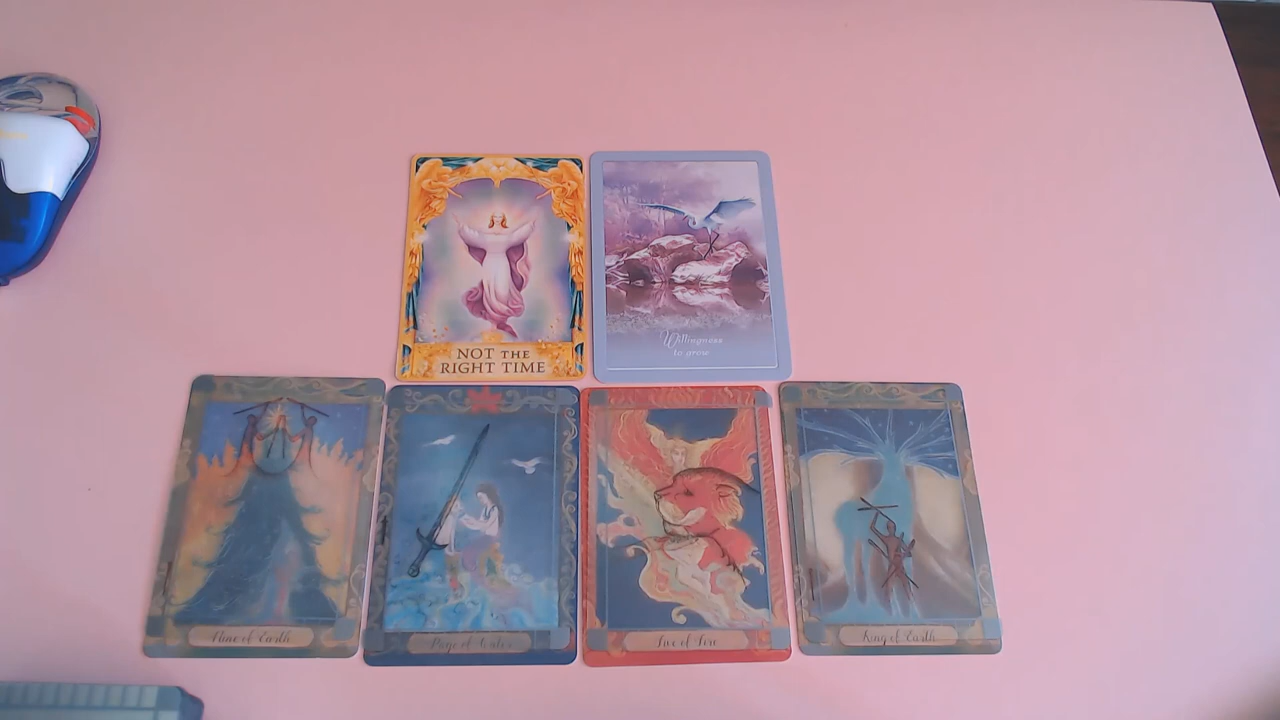 NOT THE
RIGHT TIME
Willingness
to grow
Nine of Earth
Page of Water
Five of Fire
King of Earth